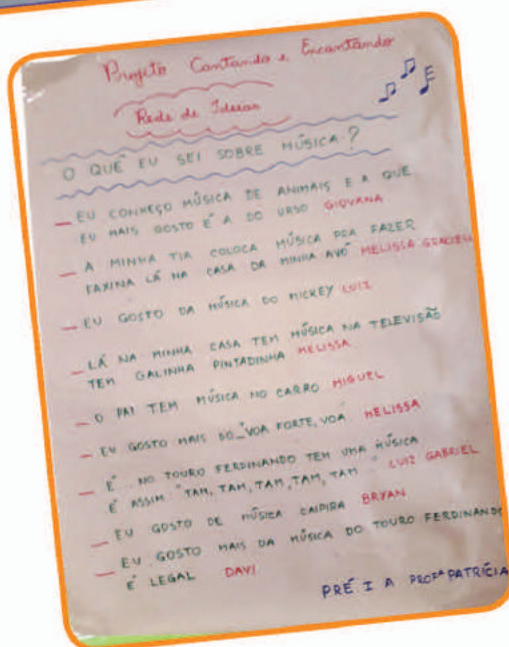 Projeto Cantando e Encantando
Rede de Ideias
O QUE EU SEI SOBRE MÚSICA?
— EU CONHEÇO MÚSICA DE ANIMAIS E A QUE
EU MAIS GOSTO É A DO URSO GIOVANA
— A MINHA TIA COLOCA MÚSICA PRA FAZER
FAXINA LÁ NA CASA DA MINHA AVÓ MELISSA GRACIELI
— EU GOSTO DA MÚSICA DO MICKEY LUIZ
— LÁ NA MINHA CASA TEM MÚSICA NA TELEVISÃO
TEM GALINHA PINTADINHA MELISSA
— O PAI TEM MÚSICA NO CARRO MIGUEL
— EU GOSTO MAIS DO "VOA FORTE, VOA" MELISSA
— É... NO TOURO FERDINANDO TEM UMA MÚSICA
É ASSIM "TAM, TAM, TAM, TAM, TAM" LUIZ GABRIEL
— EU GOSTO DE MÚSICA CAIPIRA BRYAN
— EU GOSTO MAIS DA MÚSICA DO TOURO FERDINANDO
É LEGAL DAVI
PRÉ I A PROFª PATRÍCIA